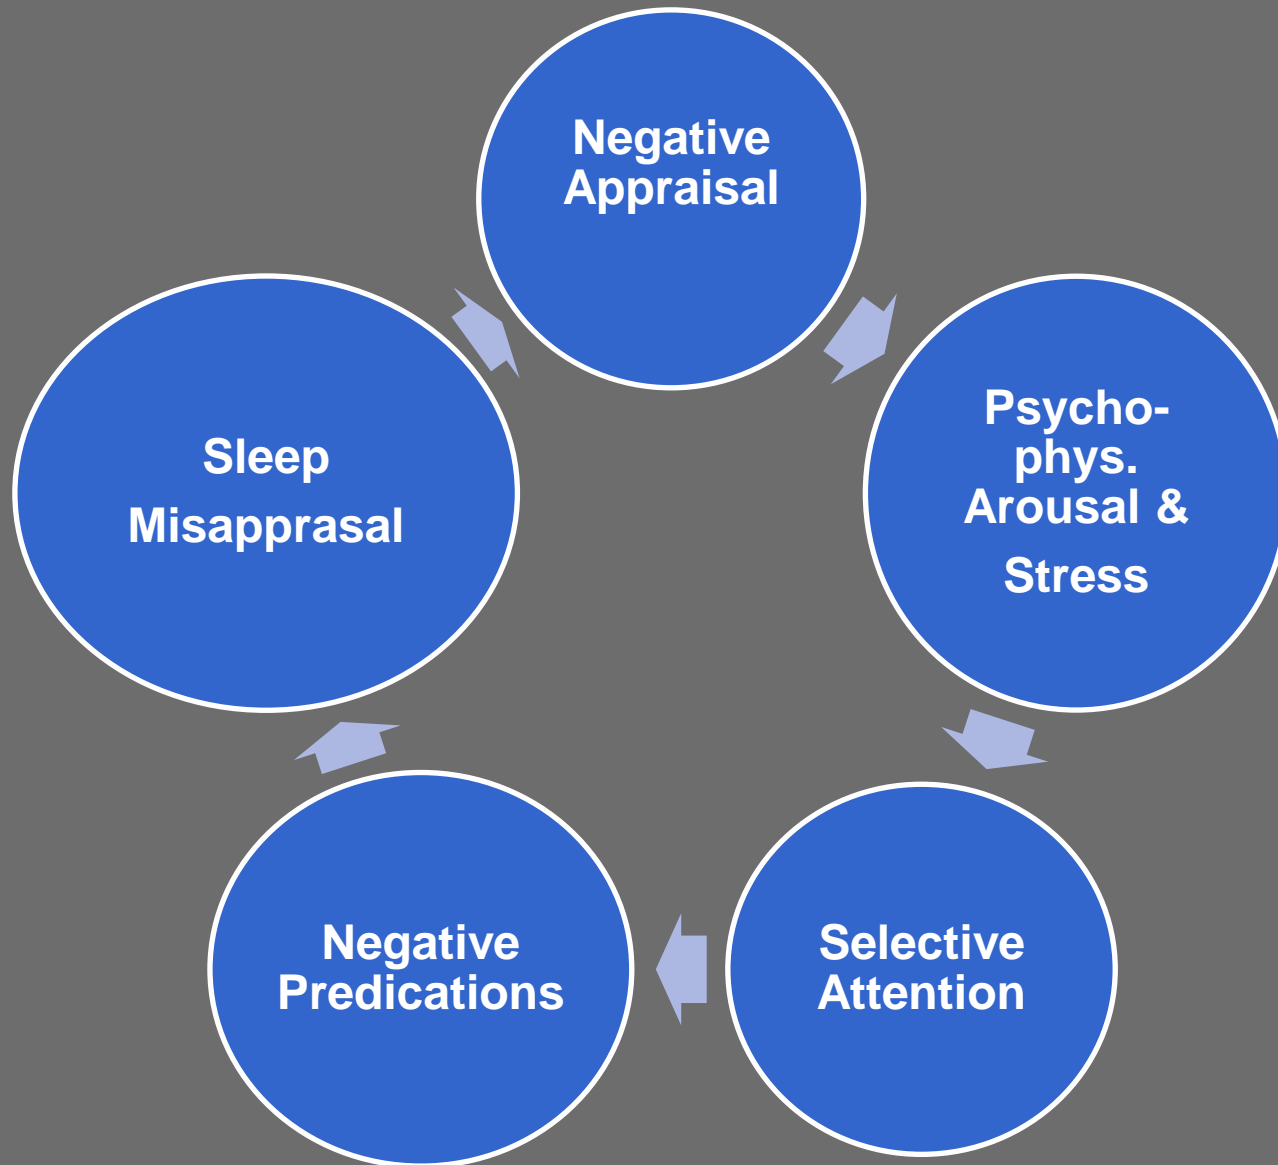 Negative
Appraisal
Psycho-
phys.
Arousal &
Stress
Selective
Attention
Negative
Predications
Sleep
Misapprasal